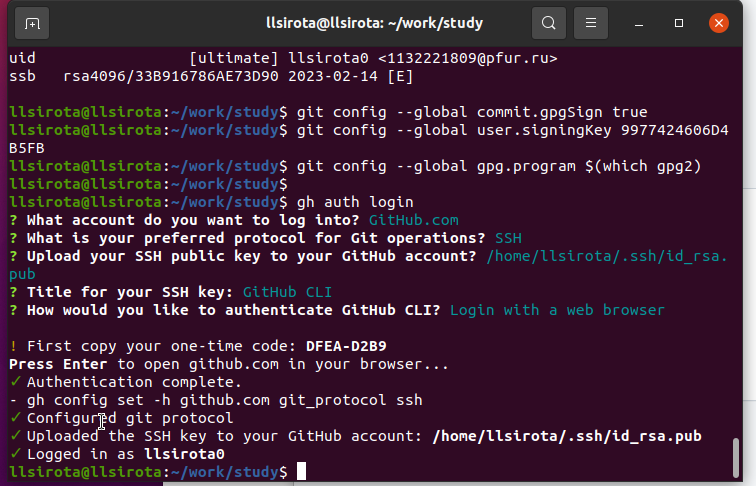 llsirota@llsirota: ~/work/study
uid                 [ultimate] llsirota0 <1132221809@pfur.ru>
ssb   rsa4096/33B916786AE73D90 2023-02-14 [E]
llsirota@llsirota:~/work/study$ git config --global commit.gpgSign true
llsirota@llsirota:~/work/study$ git config --global user.signingKey 9977424606D4
B5FB
llsirota@llsirota:~/work/study$ git config --global gpg.program $(which gpg2)
llsirota@llsirota:~/work/study$
llsirota@llsirota:~/work/study$ gh auth login
? What account do you want to log into? GitHub.com
? What is your preferred protocol for Git operations? SSH
? Upload your SSH public key to your GitHub account? /home/llsirota/.ssh/id_rsa.
pub
? Title for your SSH key: GitHub CLI
? How would you like to authenticate GitHub CLI? Login with a web browser
! First copy your one-time code: DFEA-D2B9
Press Enter to open github.com in your browser...
✓ Authentication complete.
- gh config set -h github.com git_protocol ssh
✓ Configured git protocol
✓ Uploaded the SSH key to your GitHub account: /home/llsirota/.ssh/id_rsa.pub
✓ Logged in as llsirota0
llsirota@llsirota:~/work/study$